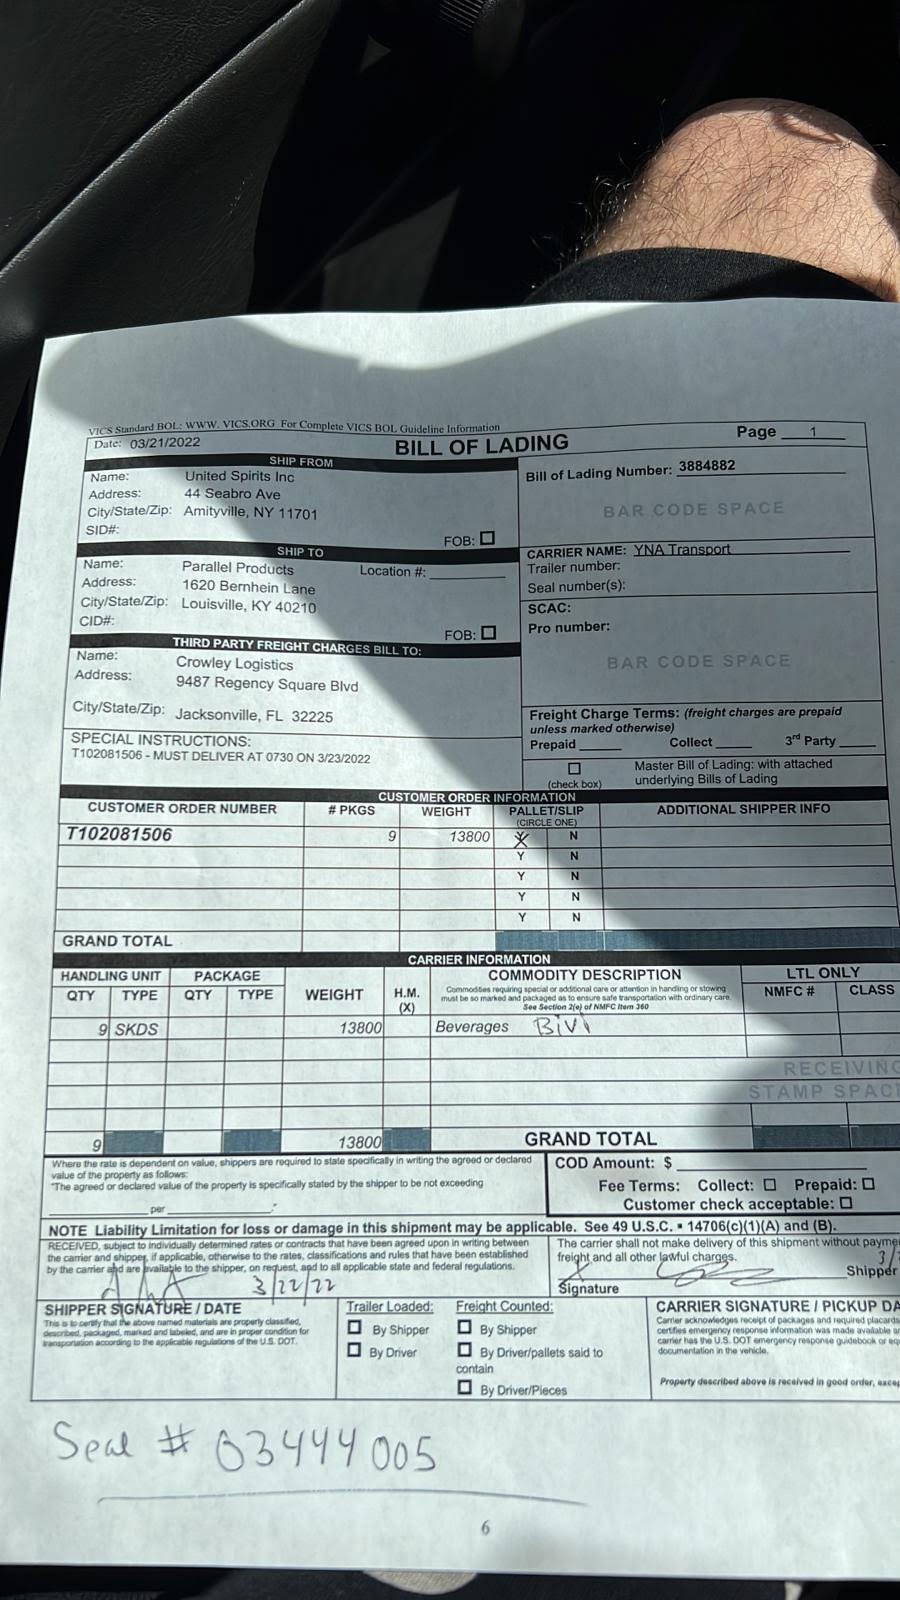 VICS Standard BOL: WWW. VICS.ORG For Complete VICS BOL Guideline Information
Date: 03/21/2022
BILL OF LADING
Page 1
SHIP FROM
Name: United Spirits Inc
Address: 44 Seabro Ave
City/State/Zip: Amityville, NY 11701
SID#:
FOB:
Bill of Lading Number: 3884882
BAR CODE SPACE
SHIP TO
Name: Parallel Products Location #:
Address: 1620 Bernhein Lane
City/State/Zip: Louisville, KY 40210
CID#:
FOB:
CARRIER NAME: YNA Transport
Trailer number:
Seal number(s):
SCAC:
Pro number:
BAR CODE SPACE
THIRD PARTY FREIGHT CHARGES BILL TO:
Name: Crowley Logistics
Address: 9487 Regency Square Blvd
City/State/Zip: Jacksonville, FL 32225
SPECIAL INSTRUCTIONS:
T102081506 - MUST DELIVER AT 0730 ON 3/23/2022
Freight Charge Terms: (freight charges are prepaid
unless marked otherwise)
Prepaid Collect 3rd Party
(check box)
Master Bill of Lading: with attached
underlying Bills of Lading
CUSTOMER ORDER INFORMATION
CUSTOMER ORDER NUMBER # PKGS WEIGHT PALLET/SLIP ADDITIONAL SHIPPER INFO
(CIRCLE ONE)
T102081506 9 13800 Y N
Y N
Y N
Y N
Y N
GRAND TOTAL
CARRIER INFORMATION
HANDLING UNIT PACKAGE COMMODITY DESCRIPTION LTL ONLY
QTY TYPE QTY TYPE WEIGHT H.M. (X)
Commodities requiring special or additional care or attention in handling or stowing
must be so marked and packaged as to ensure safe transportation with ordinary care.
See Section 2(e) of NMFC Item 360
NMFC # CLASS
9 SKDS 13800 Beverages BiVi
RECEIVING
STAMP SPAC
9 13800 GRAND TOTAL
Where the rate is dependent on value, shippers are required to state specifically in writing the agreed or declared
value of the property as follows:
"The agreed or declared value of the property is specifically stated by the shipper to be not exceeding
per ."
COD Amount: $
Fee Terms: Collect: Prepaid:
Customer check acceptable:
NOTE Liability Limitation for loss or damage in this shipment may be applicable. See 49 U.S.C. ▪ 14706(c)(1)(A) and (B).
RECEIVED, subject to individually determined rates or contracts that have been agreed upon in writing between
the carrier and shipper, if applicable, otherwise to the rates, classifications and rules that have been established
by the carrier and are available to the shipper, on request, and to all applicable state and federal regulations.
3/22/22
The carrier shall not make delivery of this shipment without payme
freight and all other lawful charges.
3/
Shipper
X
Signature
SHIPPER SIGNATURE / DATE
This is to certify that the above named materials are properly classified,
described, packaged, marked and labeled, and are in proper condition for
transportation according to the applicable regulations of the U.S. DOT.
Trailer Loaded:
By Shipper
By Driver
Freight Counted:
By Shipper
By Driver/pallets said to
contain
By Driver/Pieces
CARRIER SIGNATURE / PICKUP DA
Carrier acknowledges receipt of packages and required placards
certifies emergency response information was made available an
carrier has the U.S. DOT emergency response guidebook or equ
documentation in the vehicle.
Property described above is received in good order, excep
Seal # 03444005
6